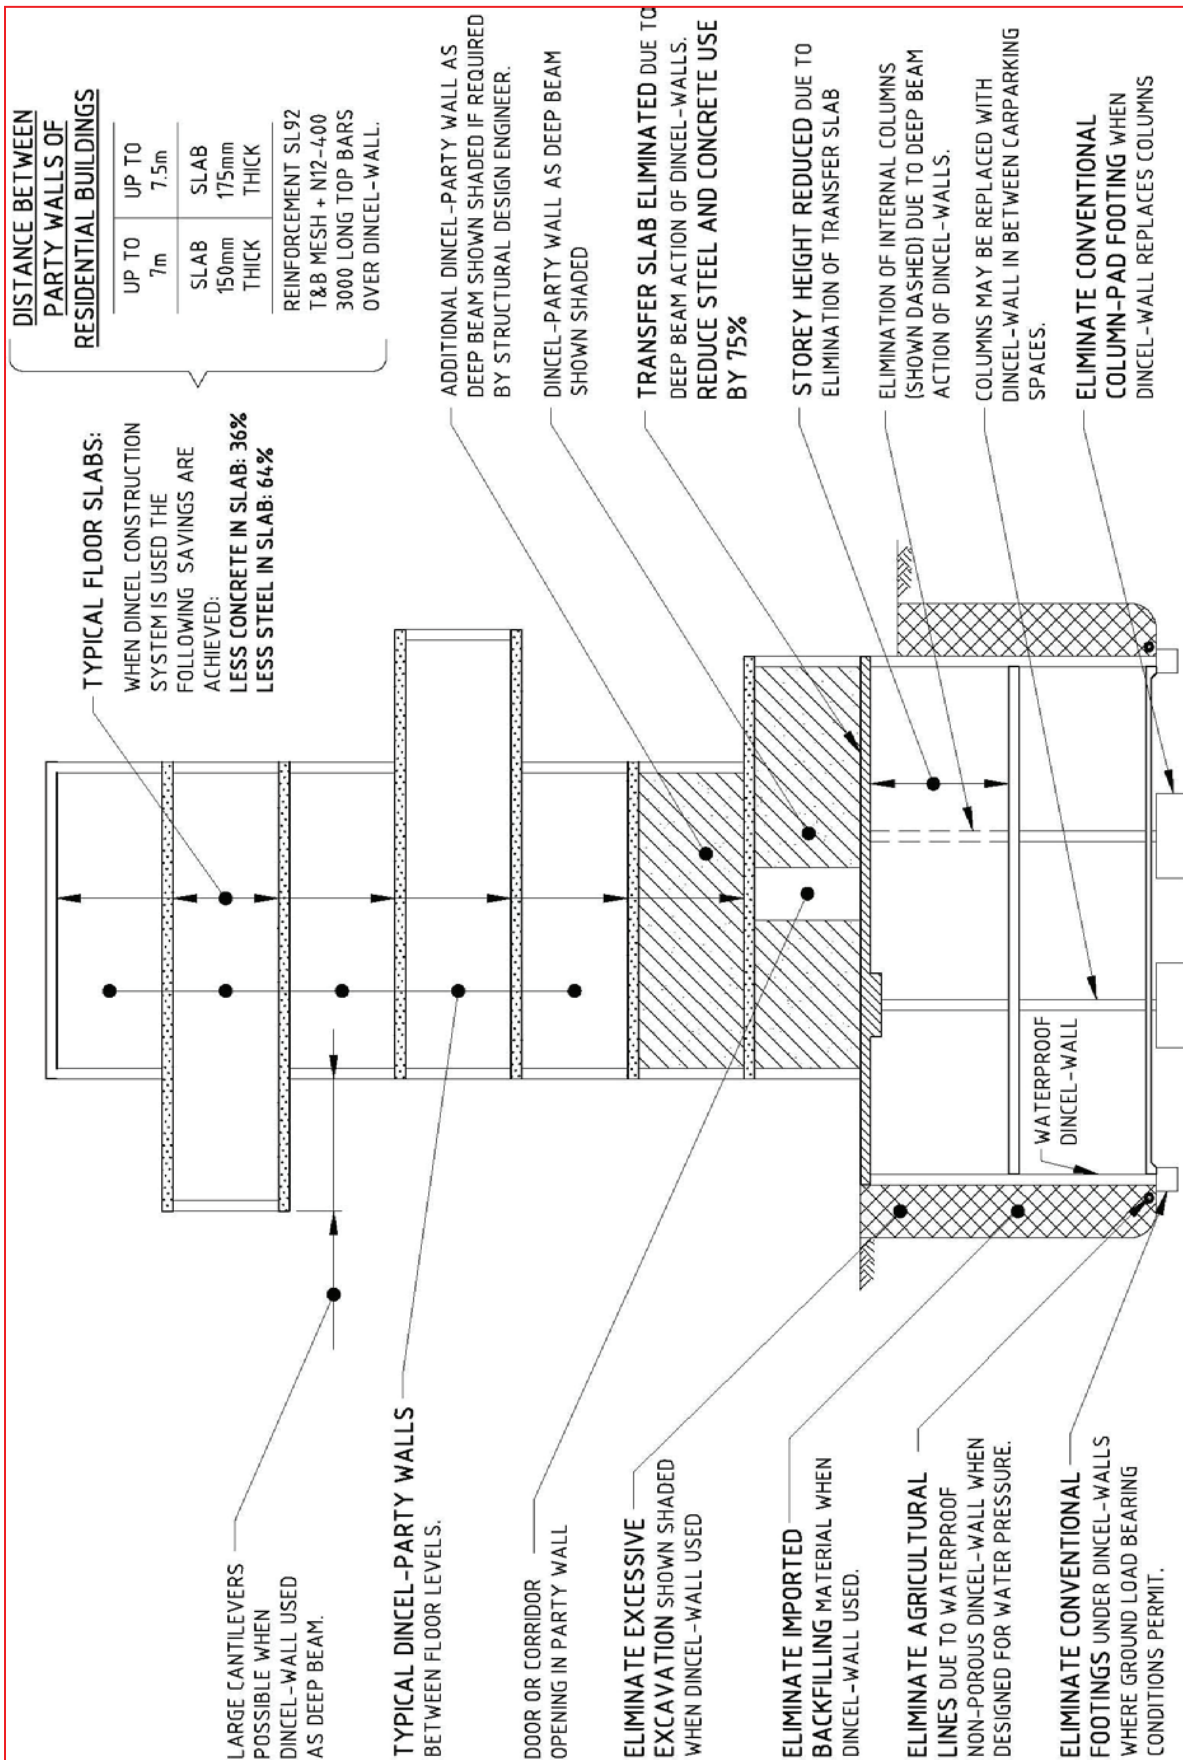 DISTANCE BETWEEN
PARTY WALLS OF
RESIDENTIAL BUILDINGS
UP TO
7m
UP TO
7.5m
SLAB
150mm
THICK
SLAB
175mm
THICK
REINFORCEMENT SL92
T&B MESH + N12-400
3000 LONG TOP BARS
OVER DINCEL-WALL.
TYPICAL FLOOR SLABS:
WHEN DINCEL CONSTRUCTION
SYSTEM IS USED THE
FOLLOWING SAVINGS ARE
ACHIEVED:
LESS CONCRETE IN SLAB: 36%
LESS STEEL IN SLAB: 64%
ADDITIONAL DINCEL-PARTY WALL AS
DEEP BEAM SHOWN SHADED IF REQUIRED
BY STRUCTURAL DESIGN ENGINEER.
DINCEL-PARTY WALL AS DEEP BEAM
SHOWN SHADED
TRANSFER SLAB ELIMINATED DUE TO
DEEP BEAM ACTION OF DINCEL-WALLS.
REDUCE STEEL AND CONCRETE USE
BY 75%
STOREY HEIGHT REDUCED DUE TO
ELIMINATION OF TRANSFER SLAB
ELIMINATION OF INTERNAL COLUMNS
(SHOWN DASHED) DUE TO DEEP BEAM
ACTION OF DINCEL-WALLS.
COLUMNS MAY BE REPLACED WITH
DINCEL-WALL IN BETWEEN CARPARKING
SPACES.
ELIMINATE CONVENTIONAL
COLUMN-PAD FOOTING WHEN
DINCEL-WALL REPLACES COLUMNS
WATERPROOF
DINCEL-WALL
LARGE CANTILEVERS
POSSIBLE WHEN
DINCEL-WALL USED
AS DEEP BEAM.
TYPICAL DINCEL-PARTY WALLS
BETWEEN FLOOR LEVELS.
DOOR OR CORRIDOR
OPENING IN PARTY WALL
ELIMINATE EXCESSIVE
EXCAVATION SHOWN SHADED
WHEN DINCEL-WALL USED
ELIMINATE IMPORTED
BACKFILLING MATERIAL WHEN
DINCEL-WALL USED.
ELIMINATE AGRICULTURAL
LINES DUE TO WATERPROOF
NON-POROUS DINCEL-WALL WHEN
DESIGNED FOR WATER PRESSURE.
ELIMINATE CONVENTIONAL
FOOTINGS UNDER DINCEL-WALLS
WHERE GROUND LOAD BEARING
CONDITIONS PERMIT.